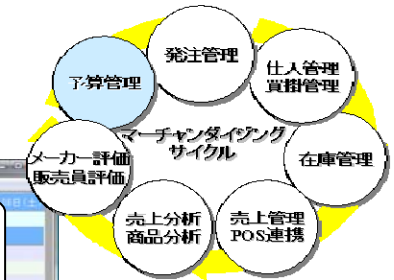 発注管理
予算管理
仕入管理
買掛管理
マーチャンダイジング
サイクル
メーカー評価
販売員評価
在庫管理
売上分析
商品分析
売上管理
POS連携